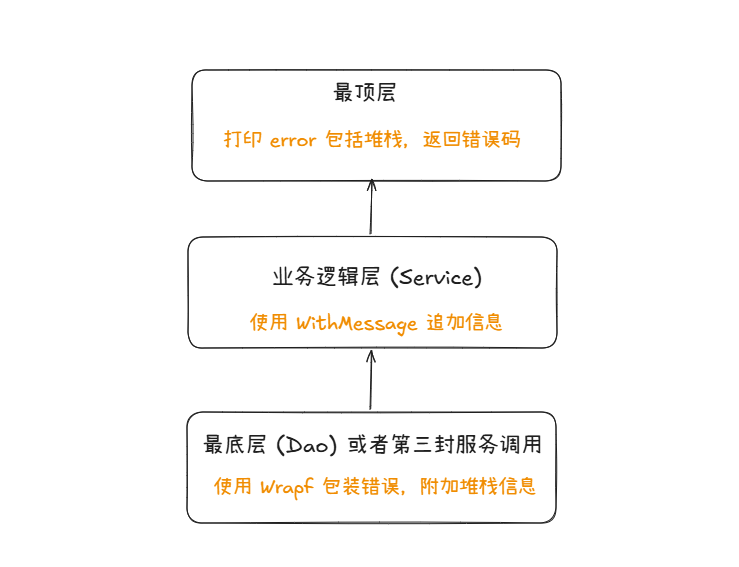 最顶层
打印 error 包括堆栈，返回错误码
业务逻辑层 (Service)
使用 WithMessage 追加信息
最底层 (Dao) 或者第三封服务调用
使用 Wrapf 包装错误，附加堆栈信息